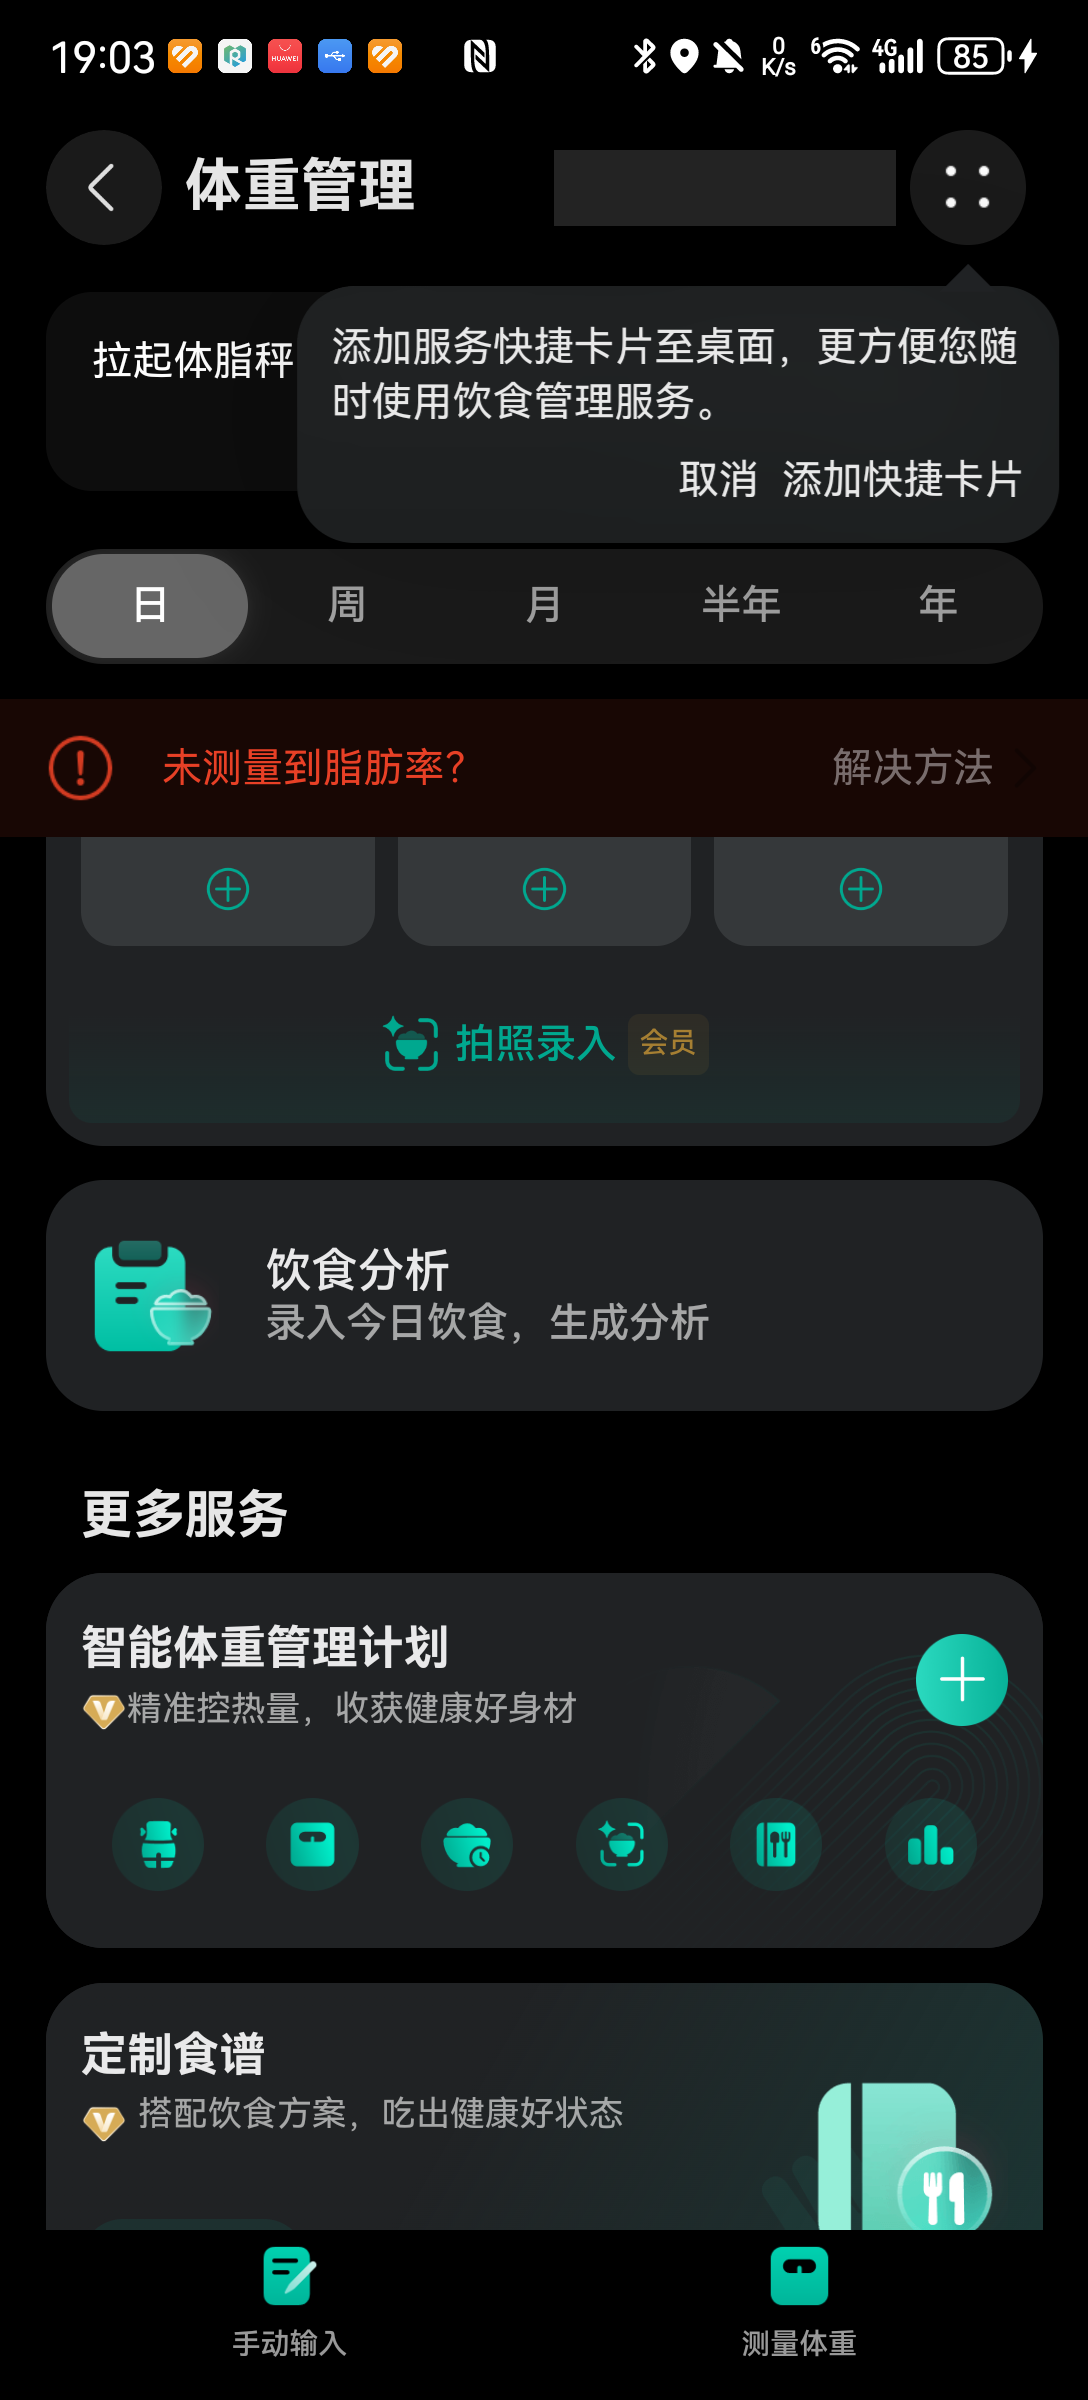 19:03
HUAWEI
0 K/s
6
4G
85
体重管理
拉起体脂秤
添加服务快捷卡片至桌面，更方便您随
时使用饮食管理服务。
取消 添加快捷卡片
日 周 月 半年 年
未测量到脂肪率？ 解决方法
拍照录入 会员
饮食分析
录入今日饮食，生成分析
更多服务
智能体重管理计划
精准控热量，收获健康好身材
定制食谱
搭配饮食方案，吃出健康好状态
手动输入 测量体重